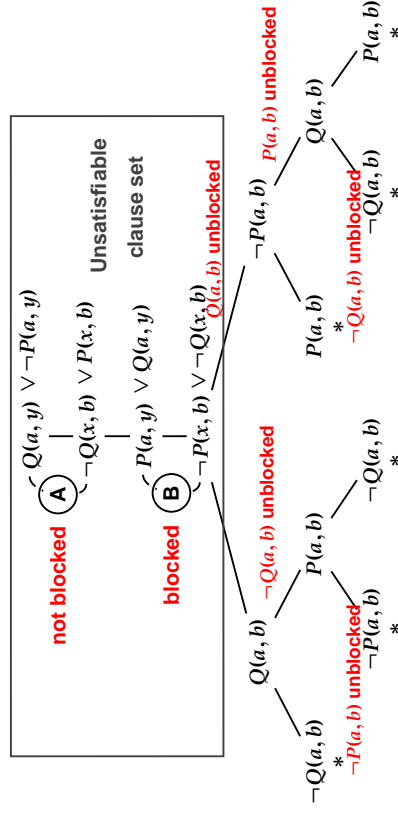 Q(a, y) ∨ ¬P(a, y)
A
not blocked
¬Q(x, b) ∨ P(x, b)
Unsatisfiable
clause set
P(a, y) ∨ Q(a, y)
B
blocked
¬P(x, b) ∨ ¬Q(x, b)
Q(a, b) unblocked
Q(a, b)
¬Q(a, b) unblocked
¬P(a, b)
P(a, b) unblocked
¬Q(a, b)
*
P(a, b)
P(a, b)
*
Q(a, b)
¬P(a, b) unblocked
¬Q(a, b) unblocked
¬P(a, b)
*
¬Q(a, b)
*
¬Q(a, b)
*
P(a, b)
*